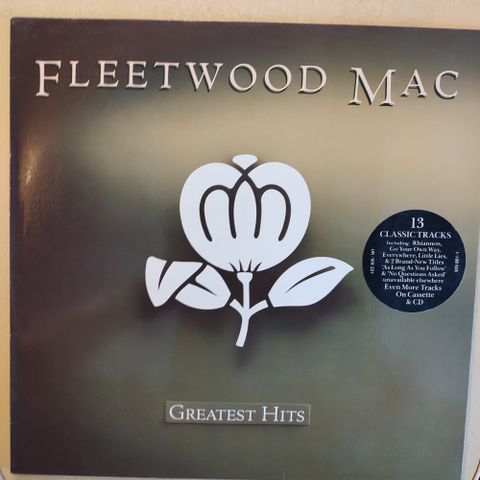 FLEETWOOD MAC
13
CLASSIC TRACKS
Including: Rhiannon,
Go Your Own Way,
Everywhere, Little Lies,
& 2 Brand-New Titles
'As Long As You Follow'
& 'No Questions Asked'
unavailable elsewhere
Even More Tracks
On Cassette
& CD
GREATEST HITS